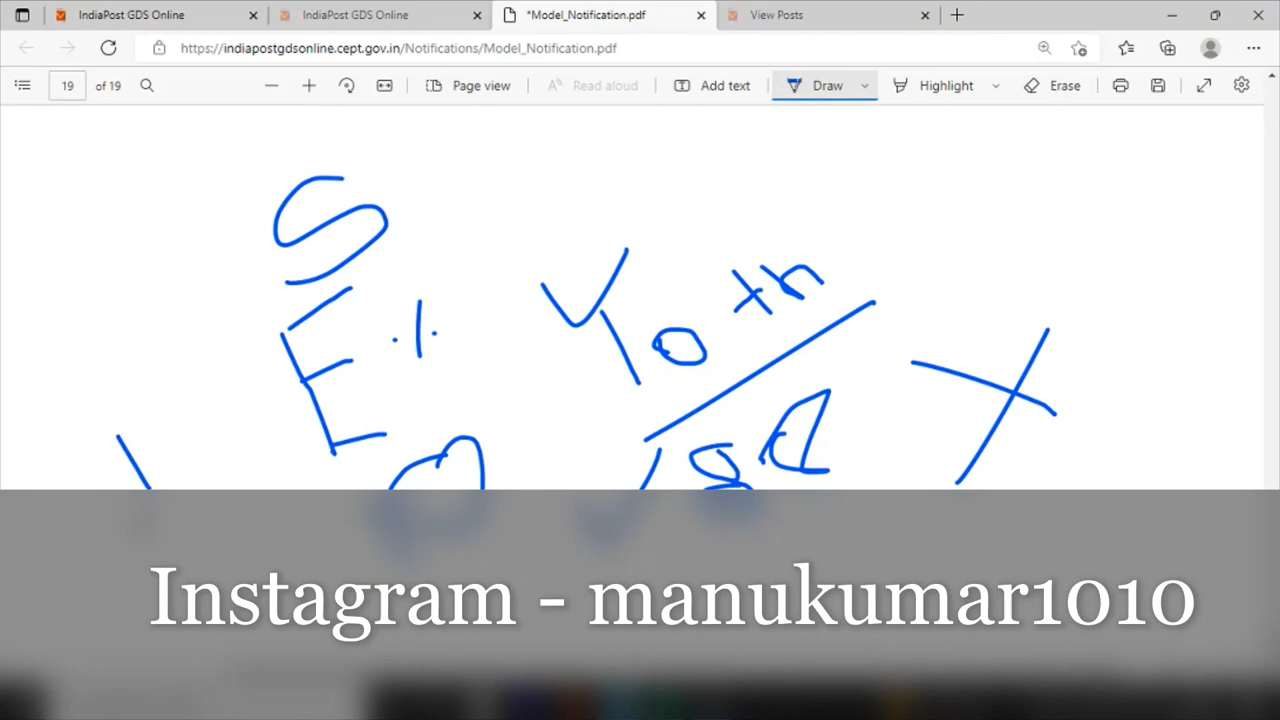 IndiaPost GDS Online
IndiaPost GDS Online
*Model_Notification.pdf
View Posts
https://indiapostgdsonline.cept.gov.in/Notifications/Model_Notification.pdf
19 of 19
Page view
Read aloud
Add text
Draw
Highlight
Erase
S
E
th
X
Instagram - manukumar1010